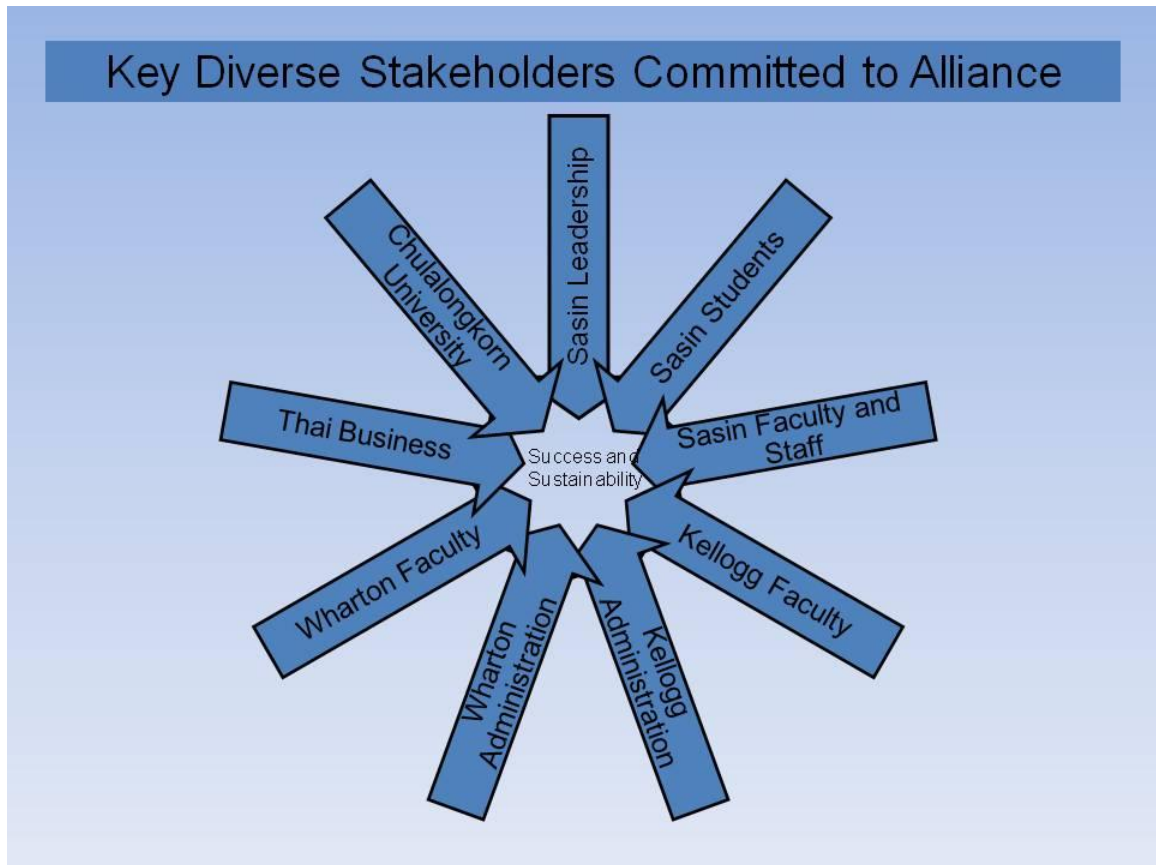 Key Diverse Stakeholders Committed to Alliance
Sasin Leadership
Sasin Students
Sasin Faculty and
Staff
Kellogg Faculty
Kellogg
Administration
Wharton
Administration
Wharton Faculty
Thai Business
Chulalongkorn
University
Success and
Sustainability